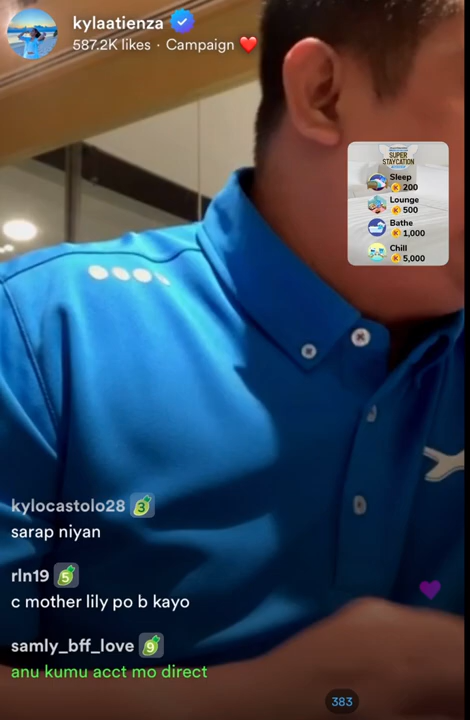 kylaatienza
587.2K likes · Campaign ❤️
SUPER
STAYCATION
Sleep
200
Lounge
500
Bathe
1,000
Chill
5,000
kylocastolo28 3
sarap niyan
rln19 5
c mother lily po b kayo
samly_bff_love 9
anu kumu acct mo direct
383